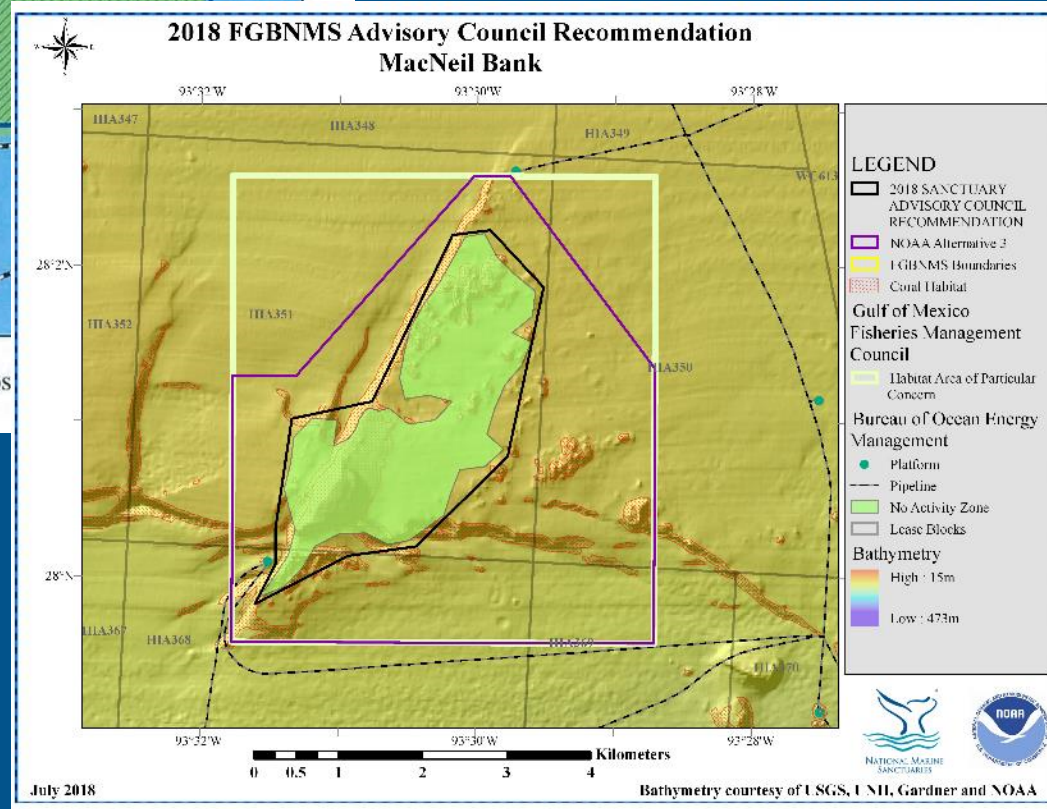 2018 FGBNMS Advisory Council Recommendation
MacNeil Bank
93°32'W
93°30'W
93°28'W
HIA347
HIA348
HIA349
28°2'N
HIA351
HIA352
HIA350
28°N
HIA367
HIA368
HIA369
HIA370
93°32'W
93°30'W
93°28'W
LEGEND
2018 SANCTUARY
ADVISORY COUNCIL
RECOMMENDATION
NOAA Alternative 3
FGBNMS Boundaries
Coral Habitat
Gulf of Mexico
Fisheries Management
Council
Habitat Area of Particular
Concern
Bureau of Ocean Energy
Management
Platform
Pipeline
No Activity Zone
Lease Blocks
Bathymetry
High : 15m
Low : 473m
Kilometers
0 0.5 1 2 3 4
NATIONAL MARINE
SANCTUARIES
NOAA
July 2018
Bathymetry courtesy of USGS, UNH, Gardner and NOAA